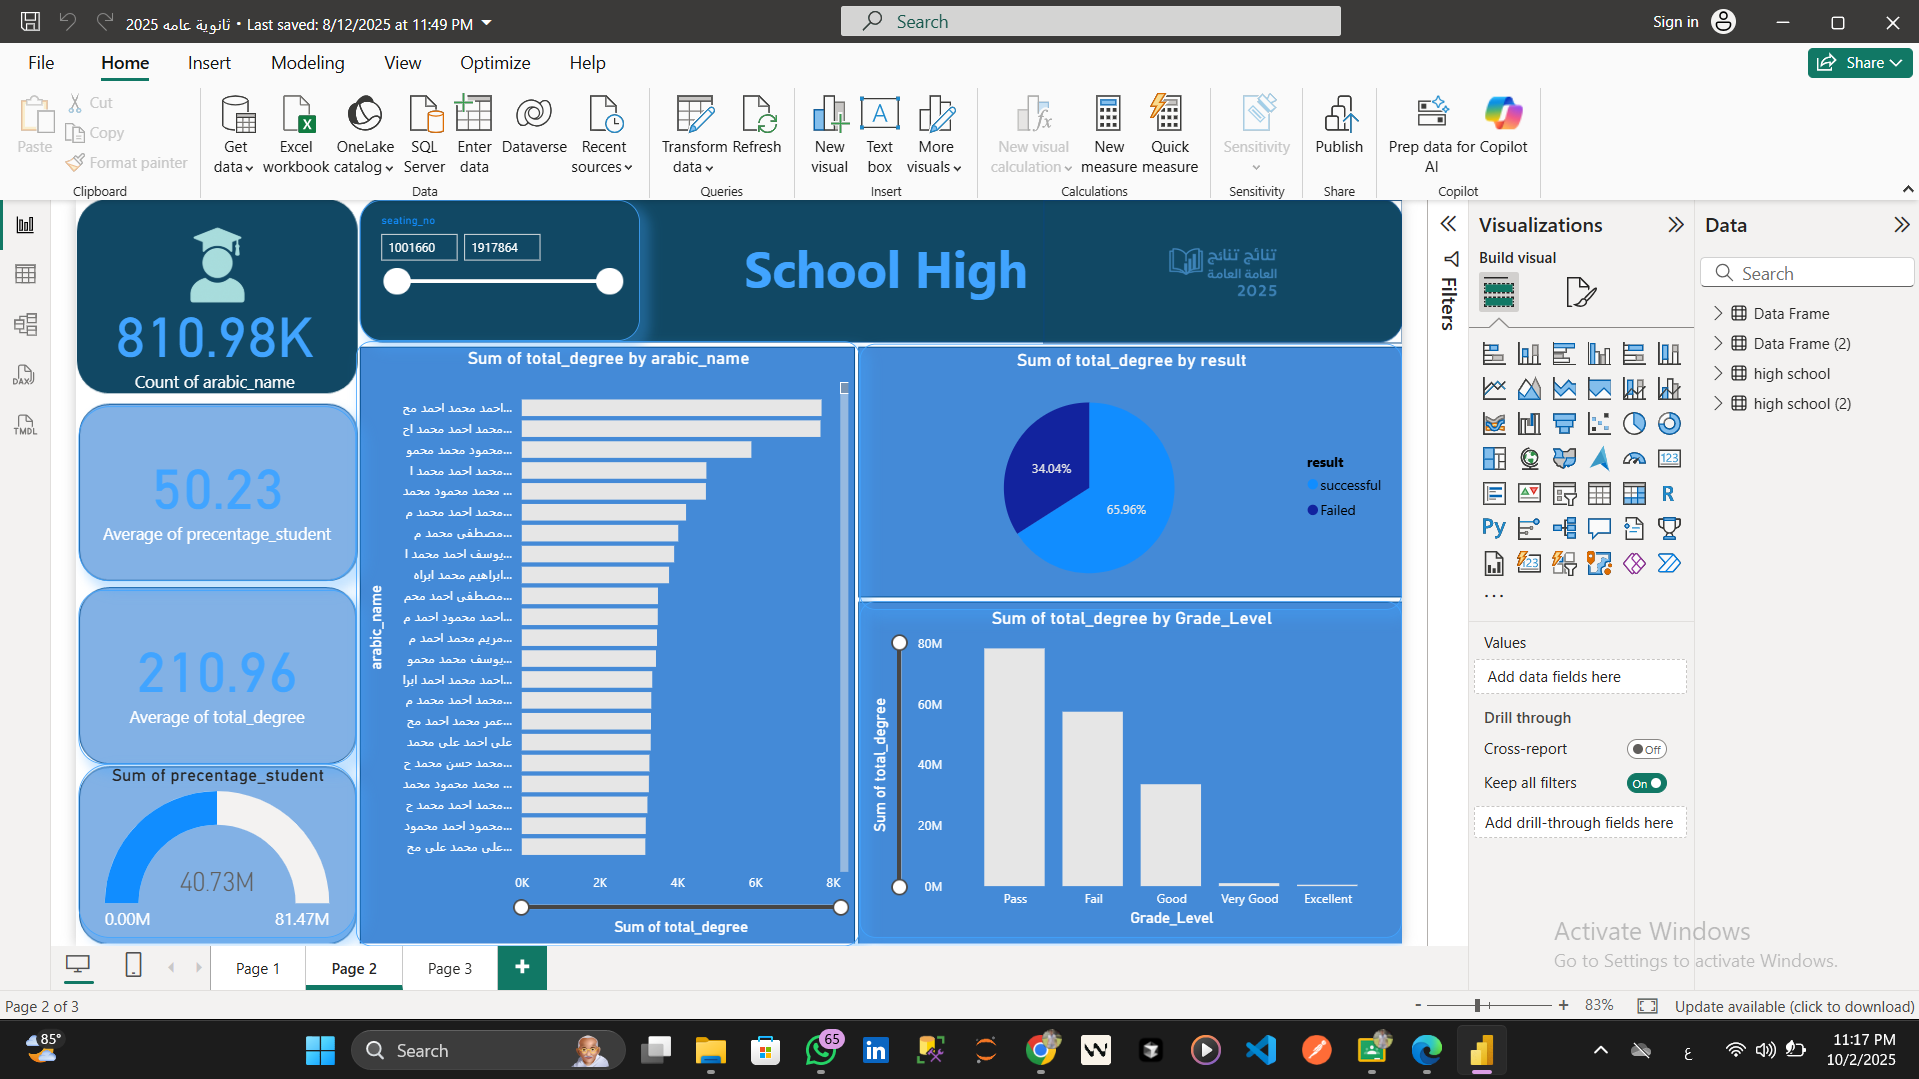 ثانوية عامه 2025 • Last saved: 8/12/2025 at 11:49 PM
Search
Sign in
File
Home
Insert
Modeling
View
Optimize
Help
Share
Paste
Cut
Copy
Format painter
Clipboard
Get data
Excel workbook
OneLake catalog
SQL Server
Enter data
Dataverse
Recent sources
Data
Transform data
Refresh
Queries
New visual
Text box
More visuals
Insert
New visual calculation
New measure
Quick measure
Calculations
Sensitivity
Sensitivity
Publish
Share
Prep data for AI
Copilot
Copilot
810.98K
Count of arabic_name
seating_no
1001660
1917864
School High
2025
50.23
Average of precentage_student
210.96
Average of total_degree
Sum of precentage_student
40.73M
0.00M
81.47M
Sum of total_degree by arabic_name
arabic_name
احمد محمد احمد مح...
محمد احمد محمد اح...
محمود محمد محمو...
محمد احمد محمد ا...
محمد محمود محمد ...
محمد احمد محمد م...
مصطفى محمد م...
يوسف احمد محمد ا...
ابراهيم محمد ابراه...
مصطفى احمد محم...
احمد محمود احمد م...
مريم محمد احمد م...
يوسف محمد محمو...
احمد محمد احمد ابرا...
محمد احمد محمد م...
عمر محمد احمد مح...
على احمد على محمد
محمد حسن محمد ح...
محمد محمود محمد ...
محمد احمد محمد ح...
محمود احمد محمود...
على محمد على مح...
0K
2K
4K
6K
8K
Sum of total_degree
Sum of total_degree by result
34.04%
65.96%
result
successful
Failed
Sum of total_degree by Grade_Level
Sum of total_degree
80M
60M
40M
20M
0M
Pass
Fail
Good
Very Good
Excellent
Grade_Level
Filters
Visualizations
Build visual
Values
Add data fields here
Drill through
Cross-report
Off
Keep all filters
On
Add drill-through fields here
Data
Search
Data Frame
Data Frame (2)
high school
high school (2)
Activate Windows
Go to Settings to activate Windows.
DAX
TMDL
Page 1
Page 2
Page 3
Page 2 of 3
83%
Update available (click to download)
85°
Search
65
ع
11:17 PM
10/2/2025